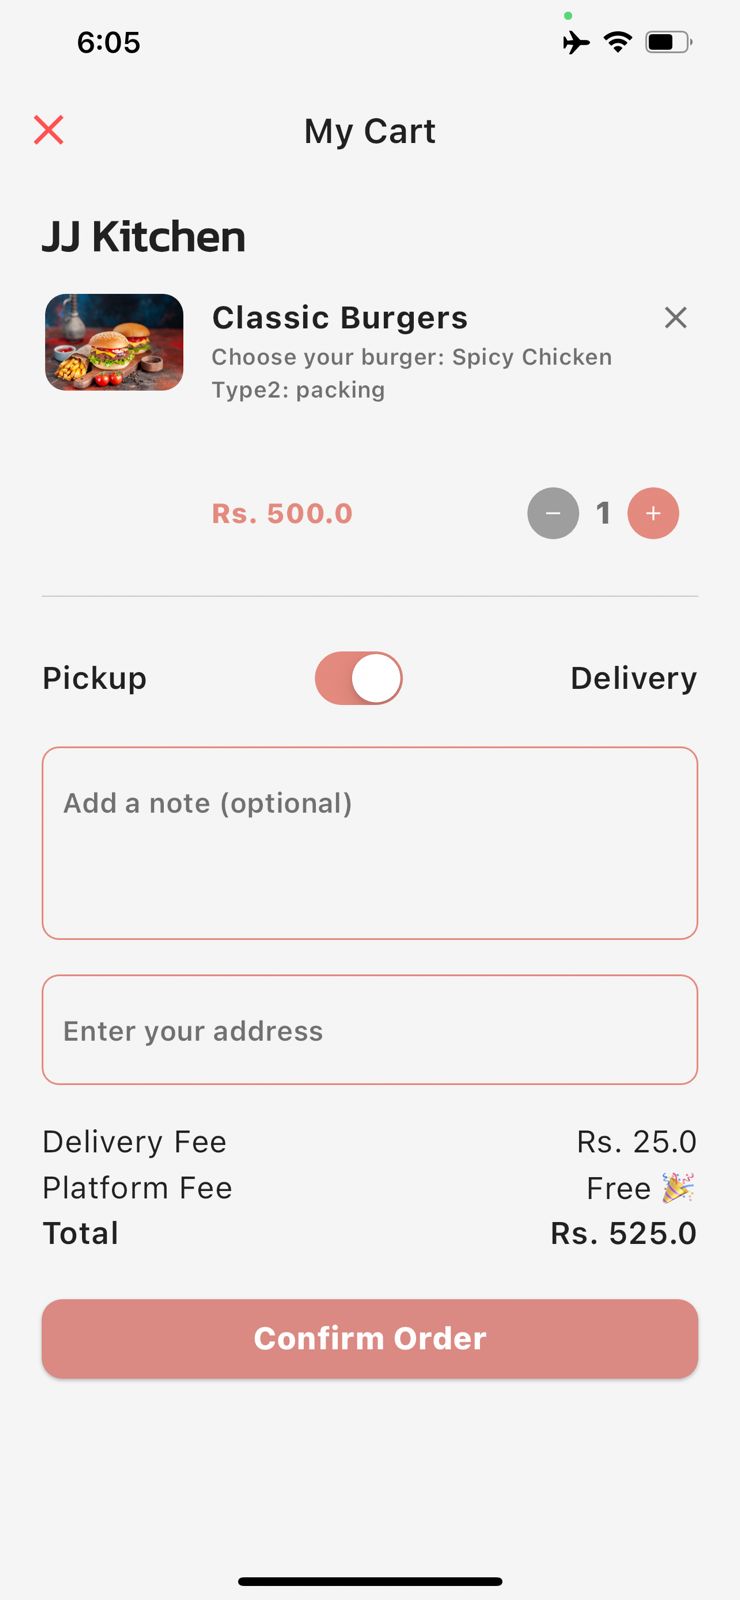 6:05
My Cart
JJ Kitchen
Classic Burgers
Choose your burger: Spicy Chicken
Type2: packing
Rs. 500.0
− 1 +
Pickup Delivery
Add a note (optional)
Enter your address
Delivery Fee Rs. 25.0
Platform Fee Free 🎉
Total Rs. 525.0
Confirm Order